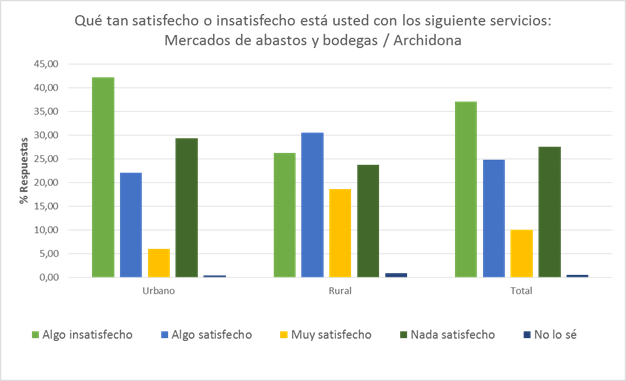 Qué tan satisfecho o insatisfecho está usted con los siguiente servicios:
Mercados de abastos y bodegas / Archidona
45,00
40,00
35,00
30,00
25,00
20,00
15,00
10,00
5,00
0,00
% Respuestas
Urbano Rural Total
Algo insatisfecho Algo satisfecho Muy satisfecho Nada satisfecho No lo sé